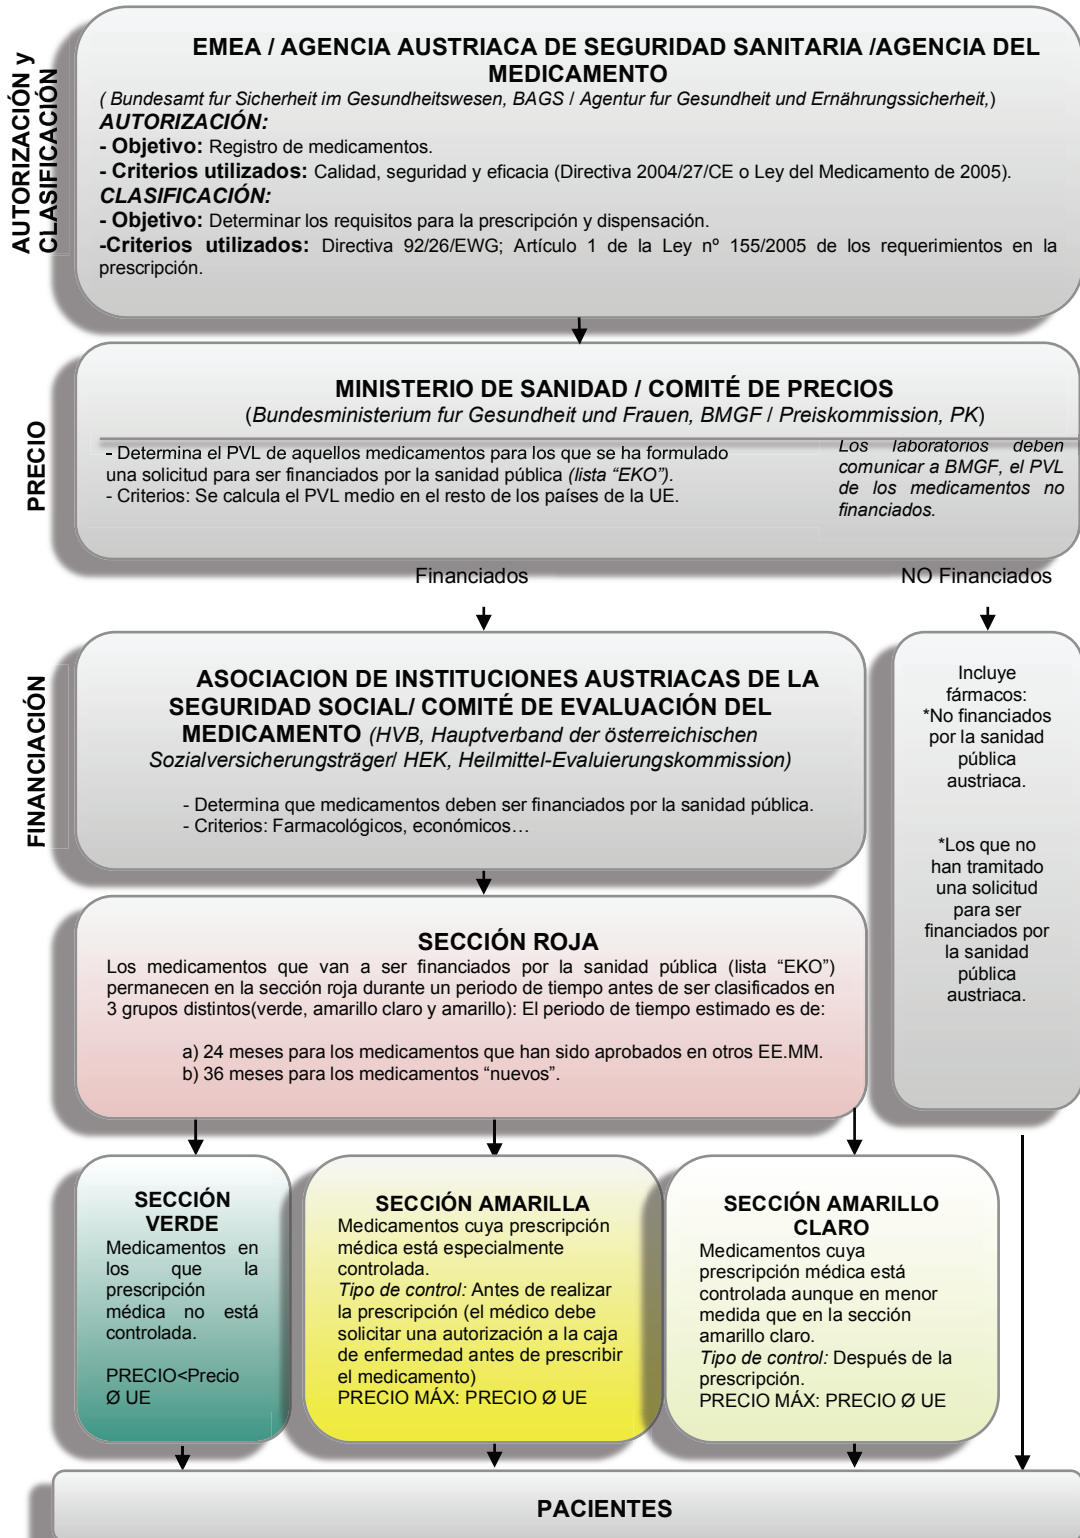 AUTORIZACIÓN y
CLASIFICACIÓN
EMEA / AGENCIA AUSTRIACA DE SEGURIDAD SANITARIA /AGENCIA DEL
MEDICAMENTO
( Bundesamt fur Sicherheit im Gesundheitswesen, BAGS / Agentur fur Gesundheit und Ernährungssicherheit,)
AUTORIZACIÓN:
- Objetivo: Registro de medicamentos.
- Criterios utilizados: Calidad, seguridad y eficacia (Directiva 2004/27/CE o Ley del Medicamento de 2005).
CLASIFICACIÓN:
- Objetivo: Determinar los requisitos para la prescripción y dispensación.
-Criterios utilizados: Directiva 92/26/EWG; Artículo 1 de la Ley nº 155/2005 de los requerimientos en la
prescripción.
PRECIO
MINISTERIO DE SANIDAD / COMITÉ DE PRECIOS
(Bundesministerium fur Gesundheit und Frauen, BMGF / Preiskommission, PK)
- Determina el PVL de aquellos medicamentos para los que se ha formulado
una solicitud para ser financiados por la sanidad pública (lista “EKO”).
- Criterios: Se calcula el PVL medio en el resto de los países de la UE.
Los laboratorios deben
comunicar a BMGF, el PVL
de los medicamentos no
financiados.
Financiados
NO Financiados
FINANCIACIÓN
ASOCIACION DE INSTITUCIONES AUSTRIACAS DE LA
SEGURIDAD SOCIAL/ COMITÉ DE EVALUACIÓN DEL
MEDICAMENTO (HVB, Hauptverband der österreichischen
Sozialversicherungsträger/ HEK, Heilmittel-Evaluierungskommission)
- Determina que medicamentos deben ser financiados por la sanidad pública.
- Criterios: Farmacológicos, económicos…
Incluye
fármacos:
*No financiados
por la sanidad
pública
austriaca.
*Los que no
han tramitado
una solicitud
para ser
financiados por
la sanidad
pública
austriaca.
SECCIÓN ROJA
Los medicamentos que van a ser financiados por la sanidad pública (lista “EKO”)
permanecen en la sección roja durante un periodo de tiempo antes de ser clasificados en
3 grupos distintos(verde, amarillo claro y amarillo): El periodo de tiempo estimado es de:
a) 24 meses para los medicamentos que han sido aprobados en otros EE.MM.
b) 36 meses para los medicamentos “nuevos”.
SECCIÓN
VERDE
Medicamentos en
los que la
prescripción
médica no está
controlada.
PRECIO<Precio
Ø UE
SECCIÓN AMARILLA
Medicamentos cuya prescripción
médica está especialmente
controlada.
Tipo de control: Antes de realizar
la prescripción (el médico debe
solicitar una autorización a la caja
de enfermedad antes de prescribir
el medicamento)
PRECIO MÁX: PRECIO Ø UE
SECCIÓN AMARILLO
CLARO
Medicamentos cuya
prescripción médica está
controlada aunque en menor
medida que en la sección
amarillo claro.
Tipo de control: Después de la
prescripción.
PRECIO MÁX: PRECIO Ø UE
PACIENTES